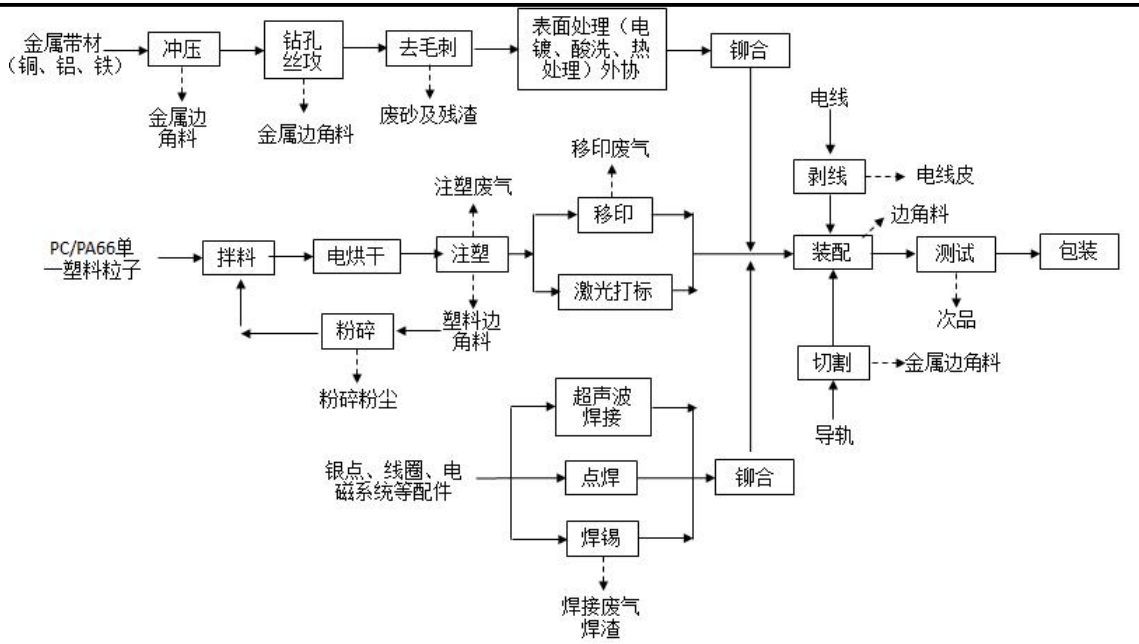 金属带材
（铜、铝、铁）
冲压
钻孔
丝攻
去毛刺
表面处理（电
镀、酸洗、热
处理）外协
铆合
金属边
角料
金属边角料
废砂及残渣
电线
移印废气
剥线
电线皮
注塑废气
移印
边角料
PC/PA66单
一塑料粒子
拌料
电烘干
注塑
装配
测试
包装
激光打标
粉碎
塑料边
角料
次品
粉碎粉尘
切割
金属边角料
超声波
焊接
导轨
银点、线圈、电
磁系统等配件
点焊
铆合
焊锡
焊接废气
焊渣